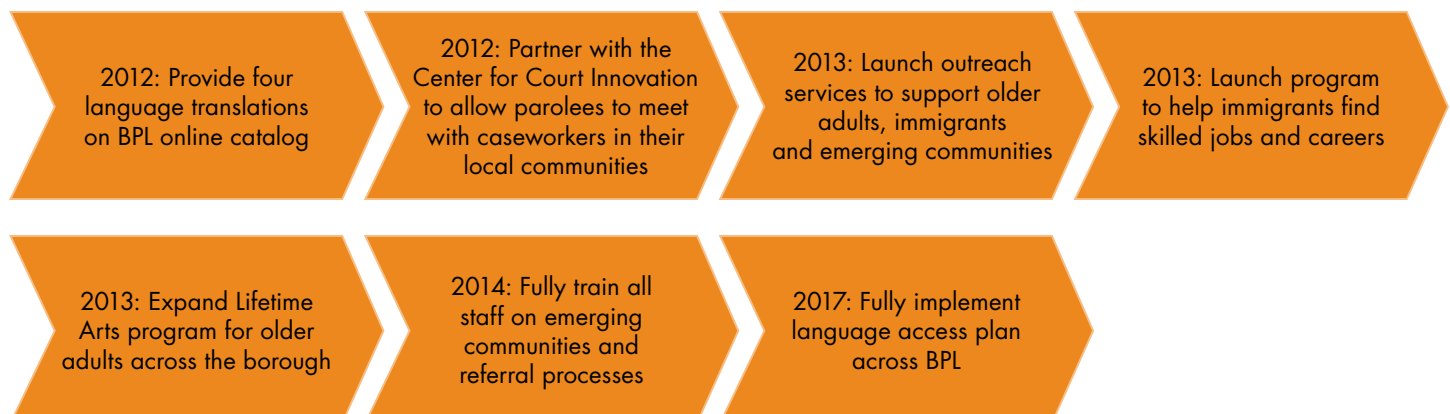 2012: Provide four
language translations
on BPL online catalog
2012: Partner with the
Center for Court Innovation
to allow parolees to meet
with caseworkers in their
local communities
2013: Launch outreach
services to support older
adults, immigrants
and emerging communities
2013: Launch program
to help immigrants find
skilled jobs and careers
2013: Expand Lifetime
Arts program for older
adults across the borough
2014: Fully train all
staff on emerging
communities and
referral processes
2017: Fully implement
language access plan
across BPL